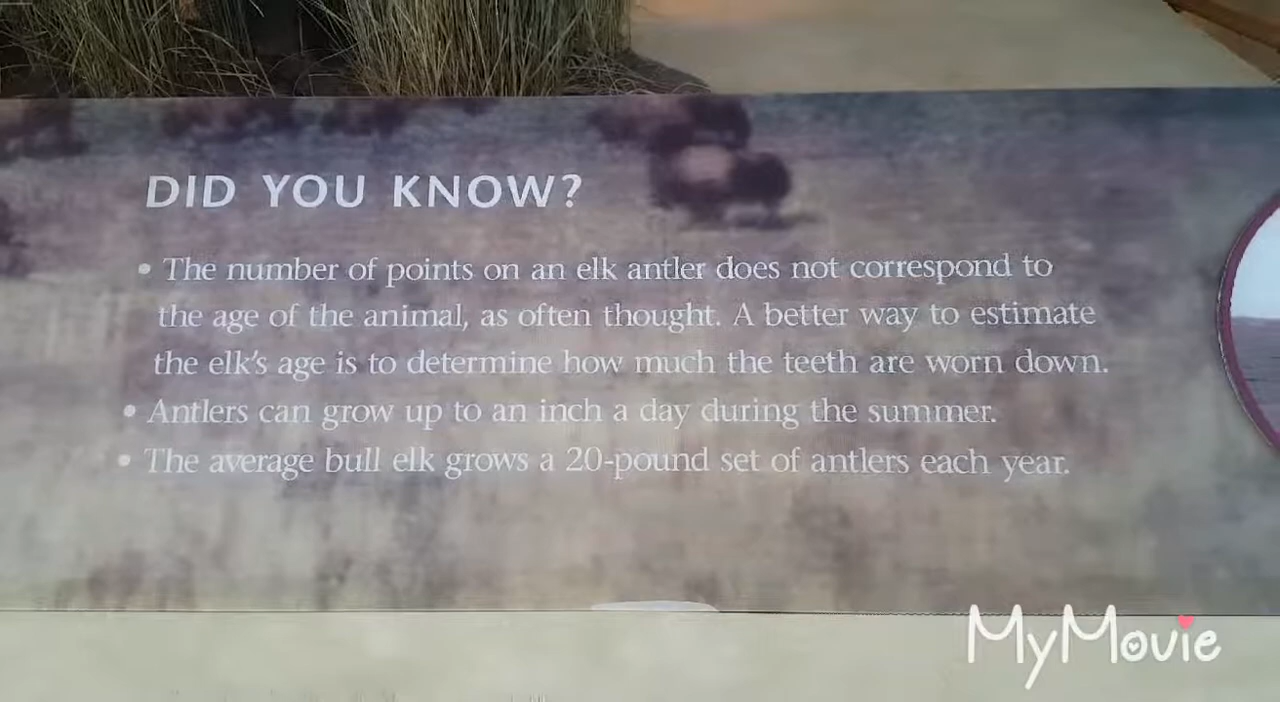 DID YOU KNOW?
• The number of points on an elk antler does not correspond to
the age of the animal, as often thought. A better way to estimate
the elk's age is to determine how much the teeth are worn down.
• Antlers can grow up to an inch a day during the summer.
• The average bull elk grows a 20-pound set of antlers each year.
MyMovie